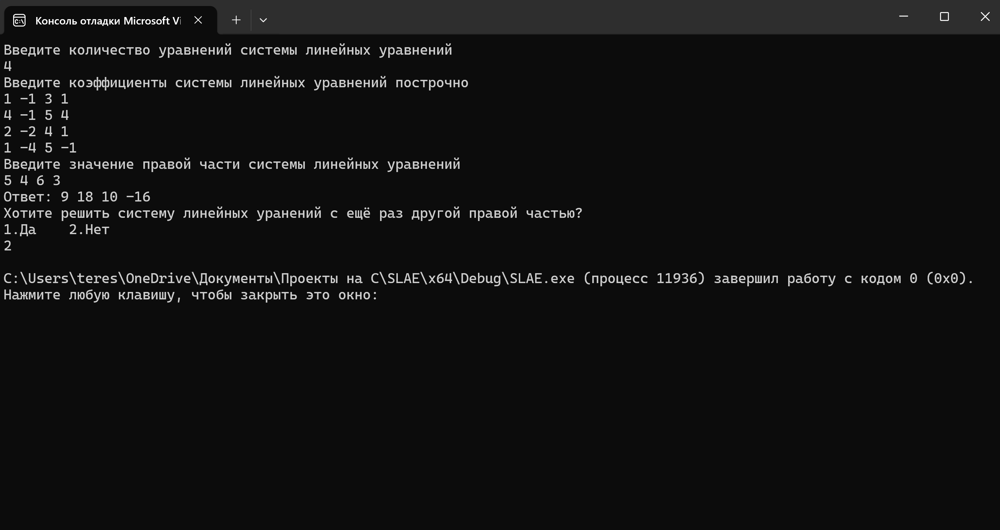 Консоль отладки Microsoft Vi
Введите количество уравнений системы линейных уравнений
4
Введите коэффициенты системы линейных уравнений построчно
1 -1 3 1
4 -1 5 4
2 -2 4 1
1 -4 5 -1
Введите значение правой части системы линейных уравнений
5 4 6 3
Ответ: 9 18 10 -16
Хотите решить систему линейных уранений с ещё раз другой правой частью?
1.Да    2.Нет
2
C:\Users\teres\OneDrive\Документы\Проекты на C\SLAE\x64\Debug\SLAE.exe (процесс 11936) завершил работу с кодом 0 (0x0).
Нажмите любую клавишу, чтобы закрыть это окно: